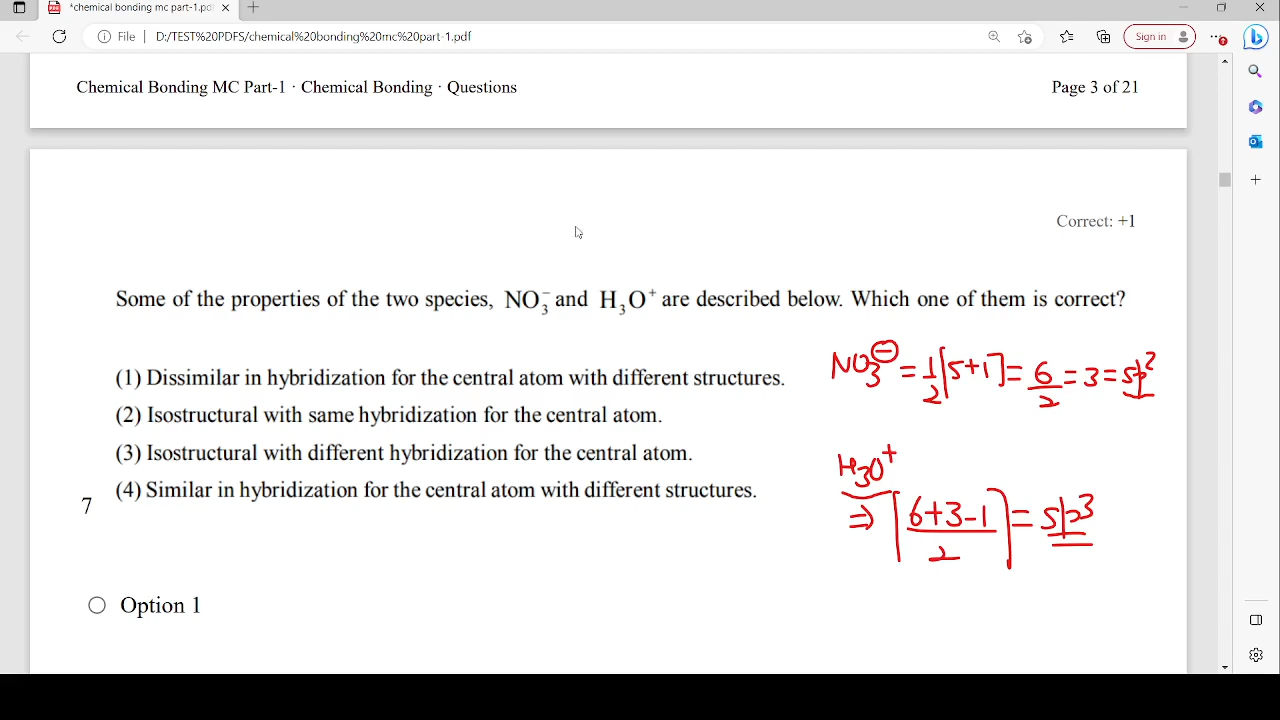 *chemical bonding mc part-1.pd
File | D:/TEST%20PDFS/chemical%20bonding%20mc%20part-1.pdf
Sign in
Chemical Bonding MC Part-1 · Chemical Bonding · Questions
Page 3 of 21
Correct: +1
Some of the properties of the two species, NO₃⁻ and H₃O⁺ are described below. Which one of them is correct?
(1) Dissimilar in hybridization for the central atom with different structures.
(2) Isostructural with same hybridization for the central atom.
(3) Isostructural with different hybridization for the central atom.
(4) Similar in hybridization for the central atom with different structures.
7
Option 1
NO₃⊖ = 1/2[5+1] = 6/2 = 3 = sp²
H₃O⁺
⇒ [6+3-1/2] = sp³